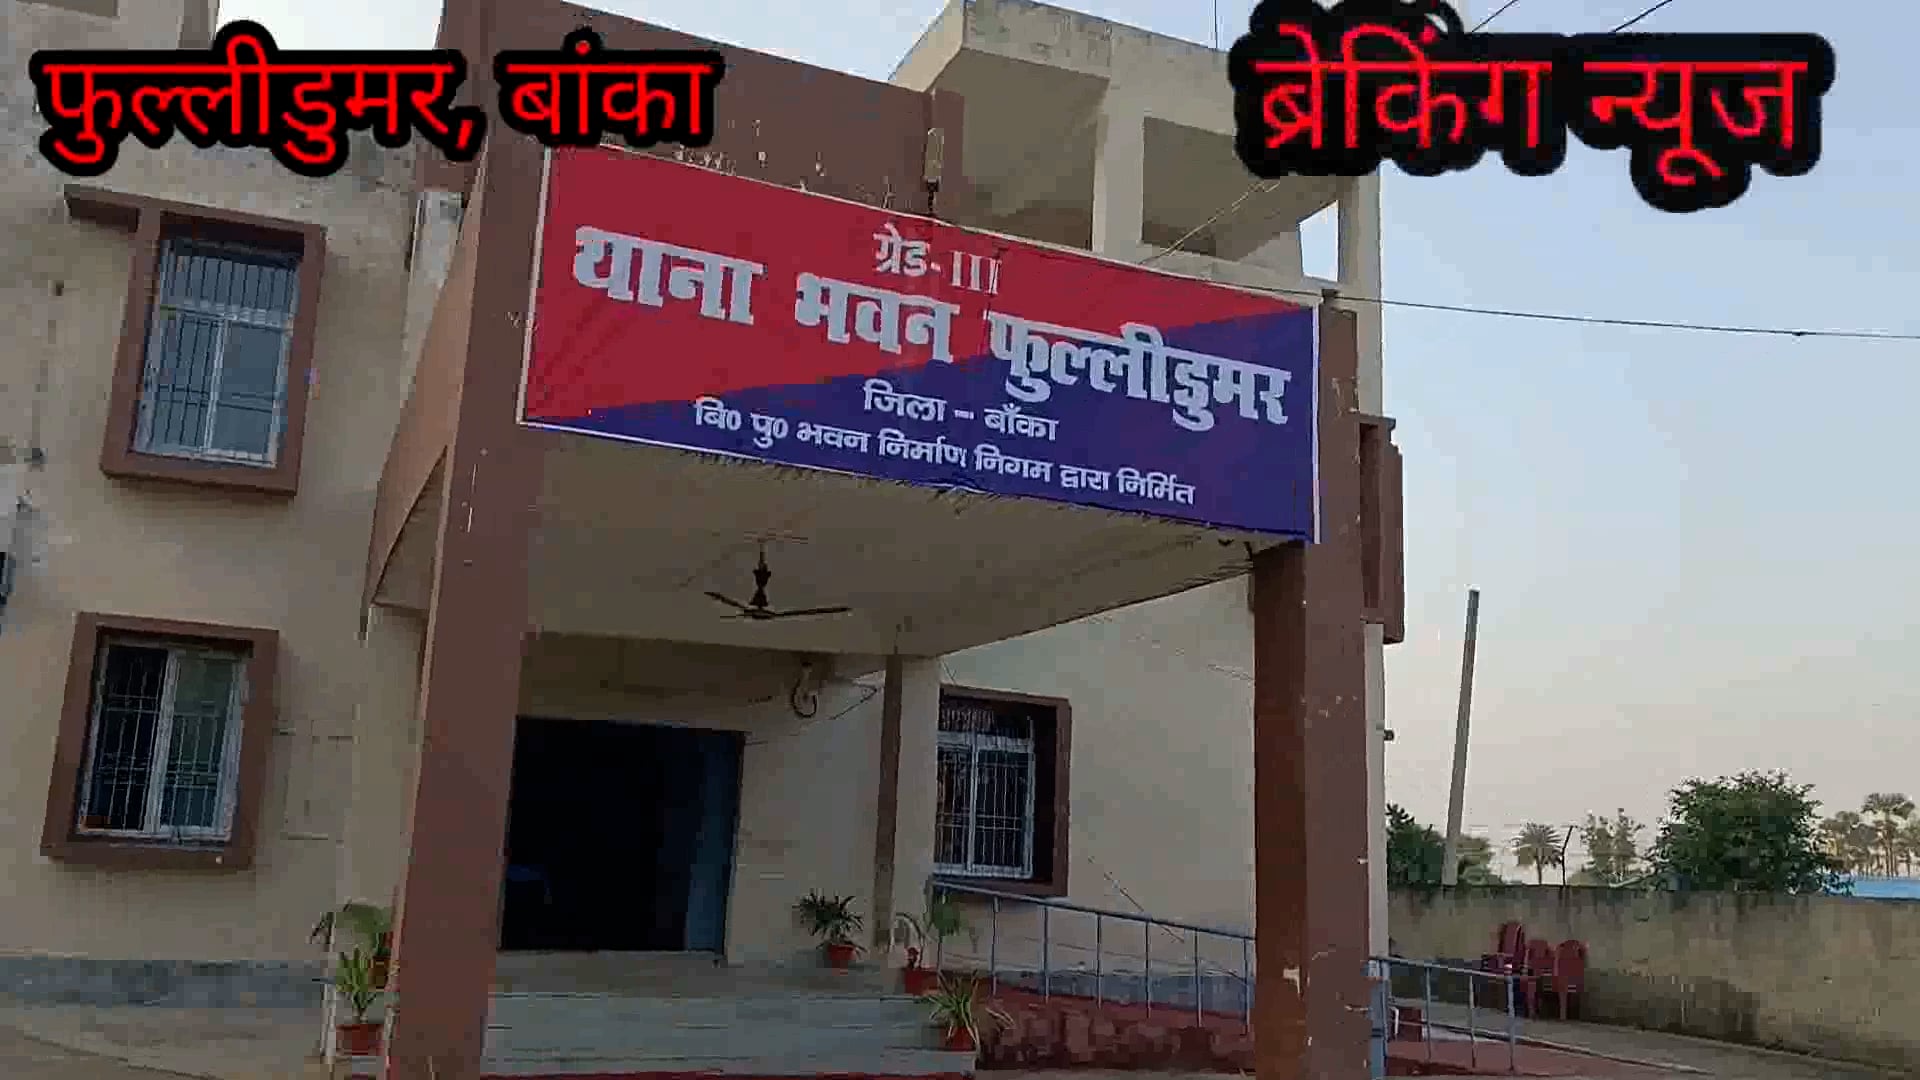 फुल्लीडुमर, बांका
ब्रेकिंग न्यूज
ग्रेड-III
थाना भवन फुल्लीडुमर
जिला - बाँका
बि० पु० भवन निर्माण निगम द्वारा निर्मित